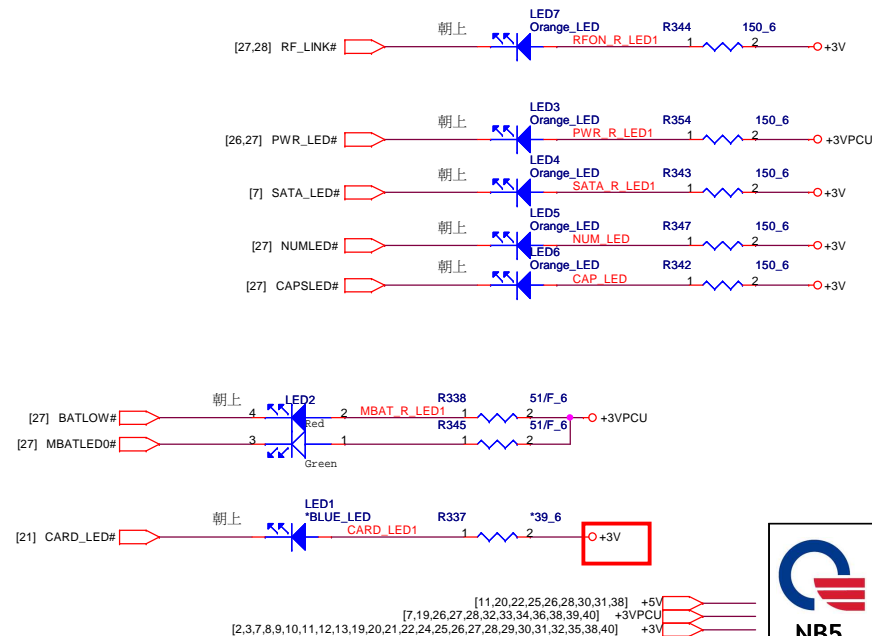 LED7
朝上 Orange_LED R344 150_6
[27,28] RF_LINK# RFON_R_LED1 1 2 +3V
LED3
朝上 Orange_LED R354 150_6
[26,27] PWR_LED# PWR_R_LED1 1 2 +3VPCU
LED4
朝上 Orange_LED R343 150_6
[7] SATA_LED# SATA_R_LED1 1 2 +3V
LED5
朝上 Orange_LED R347 150_6
[27] NUMLED# NUM_LED 1 2 +3V
LED6
朝上 Orange_LED R342 150_6
[27] CAPSLED# CAP_LED 1 2 +3V
朝上 LED2 R338 51/F_6
[27] BATLOW# 4 2 MBAT_R_LED1 1 2 +3VPCU
Red R345 51/F_6
[27] MBATLED0# 3 1 1 2
Green
LED1
朝上 *BLUE_LED R337 *39_6
[21] CARD_LED# CARD_LED1 1 2 +3V
[11,20,22,25,26,28,30,31,38] +5V
[7,19,26,27,28,32,33,34,36,38,39,40] +3VPCU
[2,3,7,8,9,10,11,12,13,19,20,21,22,24,25,26,27,28,29,30,31,32,35,38,40] +3V
NB5